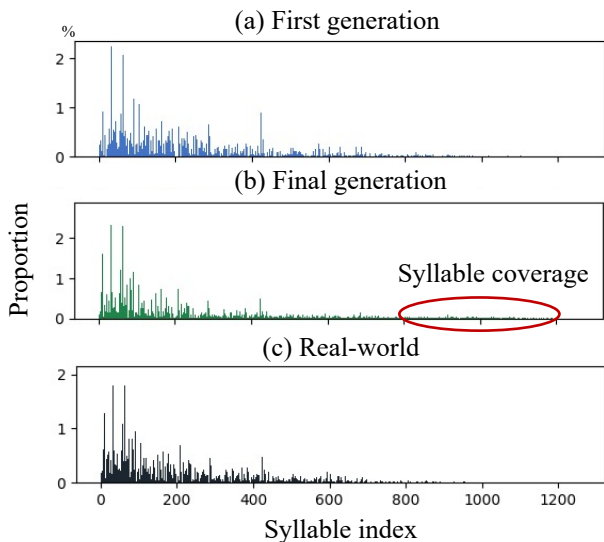 (a) First generation
%
2
1
0
(b) Final generation
2
1
0
Syllable coverage
Proportion
(c) Real-world
2
1
0
0 200 400 600 800 1000 1200
Syllable index